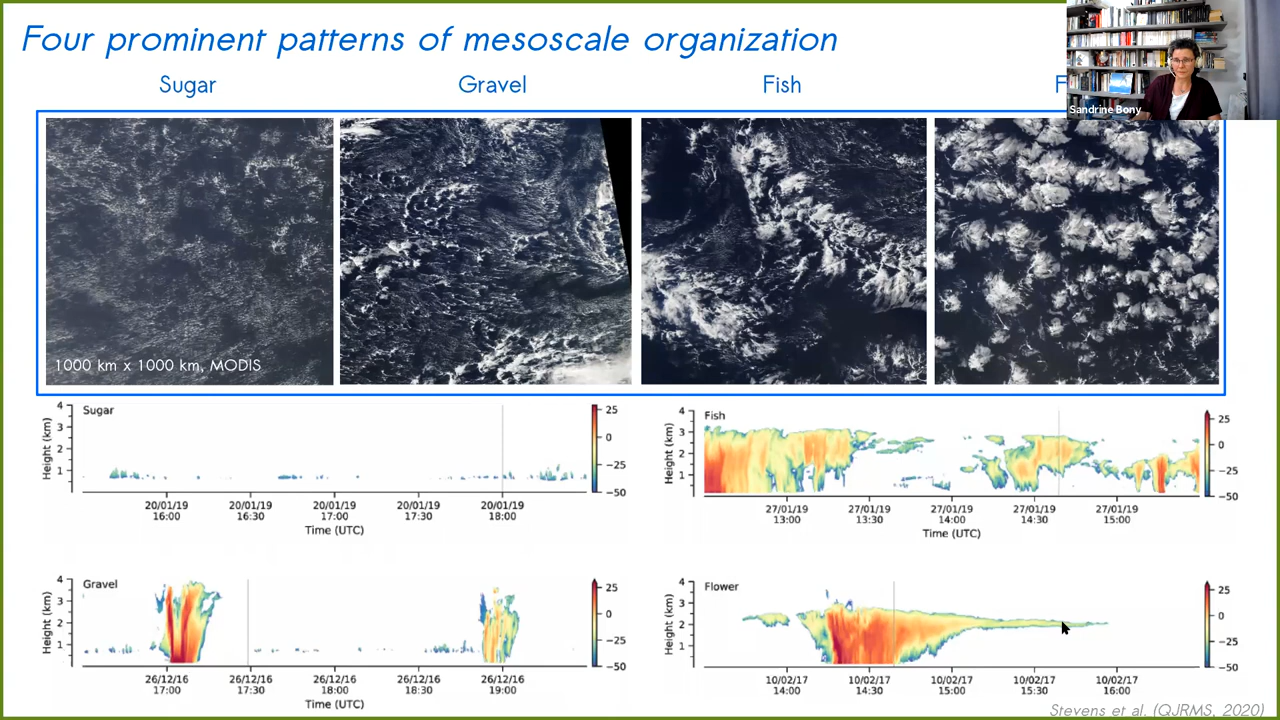 Four prominent patterns of mesoscale organization
Sugar
Gravel
Fish
F
Sandrine Bony
1000 km x 1000 km, MODIS
Sugar
Height (km)
4
3
2
1
25
0
−25
−50
20/01/19 20/01/19 20/01/19 20/01/19 20/01/19
16:00 16:30 17:00 17:30 18:00
Time (UTC)
Fish
Height (km)
4
3
2
1
25
0
−25
−50
27/01/19 27/01/19 27/01/19 27/01/19 27/01/19
13:00 13:30 14:00 14:30 15:00
Time (UTC)
Gravel
Height (km)
4
3
2
1
25
0
−25
−50
26/12/16 26/12/16 26/12/16 26/12/16 26/12/16
17:00 17:30 18:00 18:30 19:00
Time (UTC)
Flower
Height (km)
4
3
2
1
25
0
−25
−50
10/02/17 10/02/17 10/02/17 10/02/17 10/02/17
14:00 14:30 15:00 15:30 16:00
Stevens et al. (QJRMS, 2020)